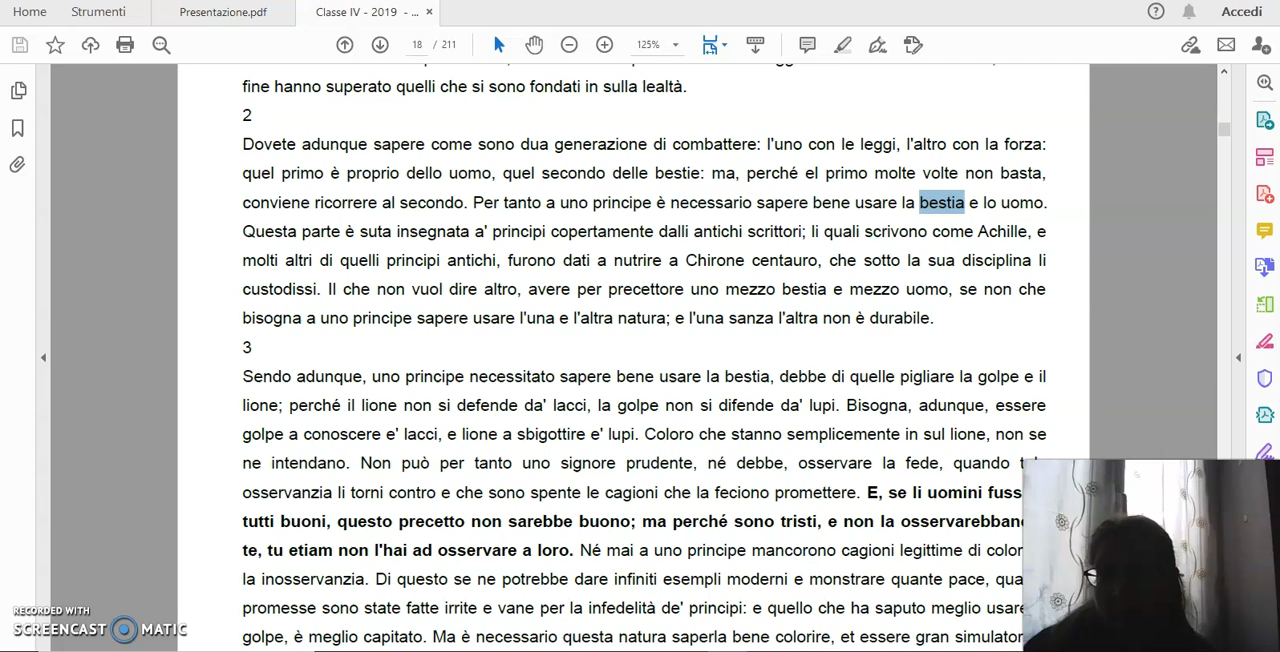 Home Strumenti Presentazione.pdf Classe IV - 2019 - ... × Accedi
18 / 211 125%
fine hanno superato quelli che si sono fondati in sulla lealtà.
2
Dovete adunque sapere come sono dua generazione di combattere: l'uno con le leggi, l'altro con la forza:
quel primo è proprio dello uomo, quel secondo delle bestie: ma, perché el primo molte volte non basta,
conviene ricorrere al secondo. Per tanto a uno principe è necessario sapere bene usare la bestia e lo uomo.
Questa parte è suta insegnata a' principi copertamente dalli antichi scrittori; li quali scrivono come Achille, e
molti altri di quelli principi antichi, furono dati a nutrire a Chirone centauro, che sotto la sua disciplina li
custodissi. Il che non vuol dire altro, avere per precettore uno mezzo bestia e mezzo uomo, se non che
bisogna a uno principe sapere usare l'una e l'altra natura; e l'una sanza l'altra non è durabile.
3
Sendo adunque, uno principe necessitato sapere bene usare la bestia, debbe di quelle pigliare la golpe e il
lione; perché il lione non si defende da' lacci, la golpe non si difende da' lupi. Bisogna, adunque, essere
golpe a conoscere e' lacci, e lione a sbigottire e' lupi. Coloro che stanno semplicemente in sul lione, non se
ne intendano. Non può per tanto uno signore prudente, né debbe, osservare la fede, quando
osservanzia li torni contro e che sono spente le cagioni che la feciono promettere. E, se li uomini
tutti buoni, questo precetto non sarebbe buono; ma perché sono tristi, e non la
te, tu etiam non l'hai ad osservare a loro. Né mai a uno principe mancorono cagioni legittime di
la inosservanzia. Di questo se ne potrebbe dare infiniti esempli moderni e monstrare quante pace,
promesse sono state fatte irrite e vane per la infedelità de' principi: e quello che ha saputo meglio
golpe, è meglio capitato. Ma è necessario questa natura saperla bene colorire, et essere gran
RECORDED WITH
SCREENCAST MATIC